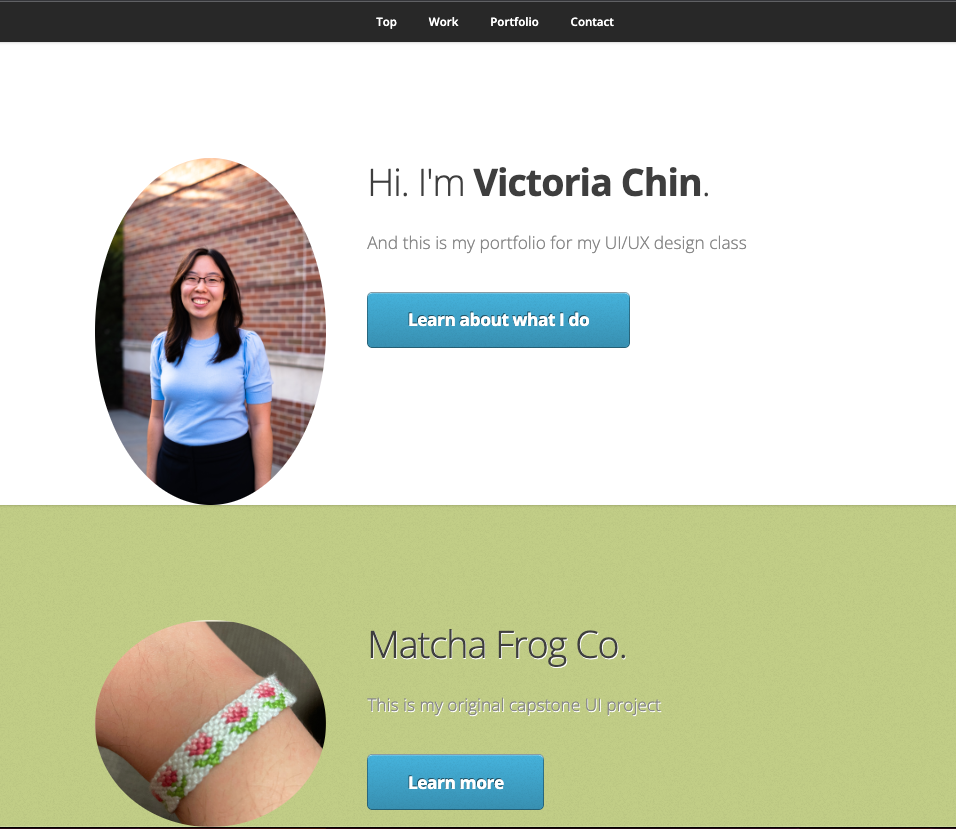 Top Work Portfolio Contact
Hi. I'm Victoria Chin.
And this is my portfolio for my UI/UX design class
Learn about what I do
Matcha Frog Co.
This is my original capstone UI project
Learn more